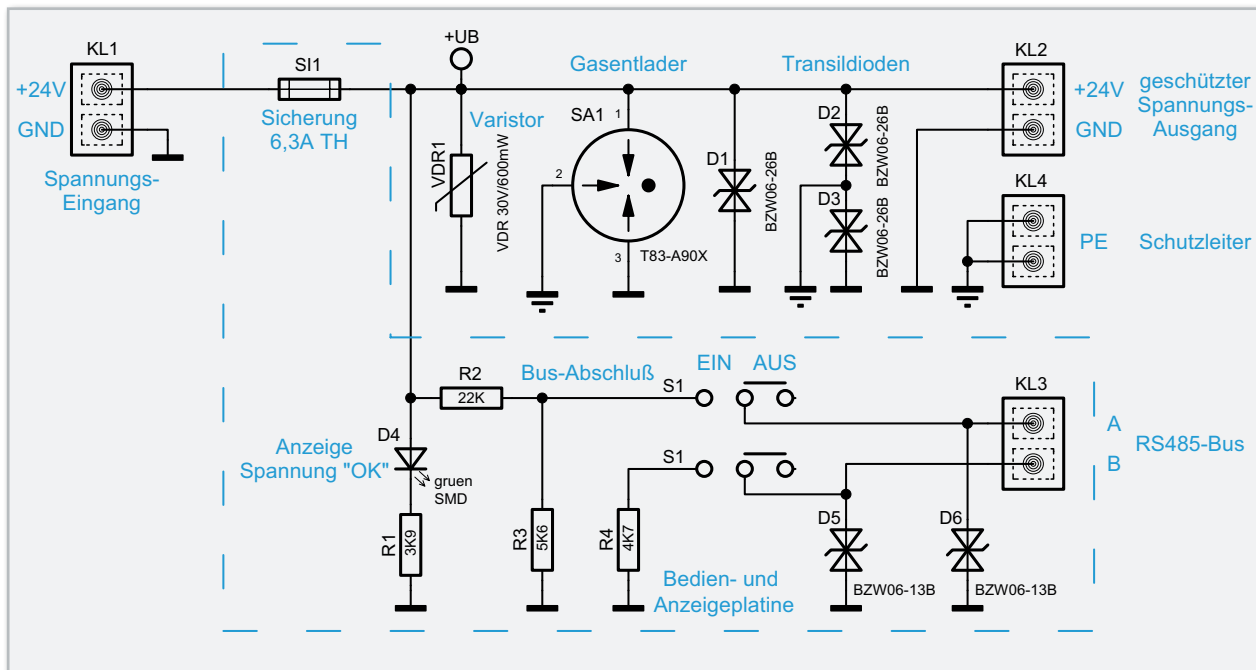 KL1
+24V
GND
Spannungs-
Eingang
SI1
Sicherung
6,3A TH
+UB
Varistor
VDR1
VDR 30V/600mW
Gasentlader
SA1
1
2
3
T83-A90X
Transildioden
D1
BZW06-26B
D2
BZW06-26B
D3
BZW06-26B
KL2
+24V
GND
geschützter
Spannungs-
Ausgang
KL4
PE
Schutzleiter
R2
22K
Bus-Abschluß
EIN
AUS
S1
S1
KL3
A
B
RS485-Bus
Anzeige
Spannung "OK"
D4
gruen
SMD
R1
3K9
R3
5K6
R4
4K7
D5
BZW06-13B
D6
BZW06-13B
Bedien- und
Anzeigeplatine